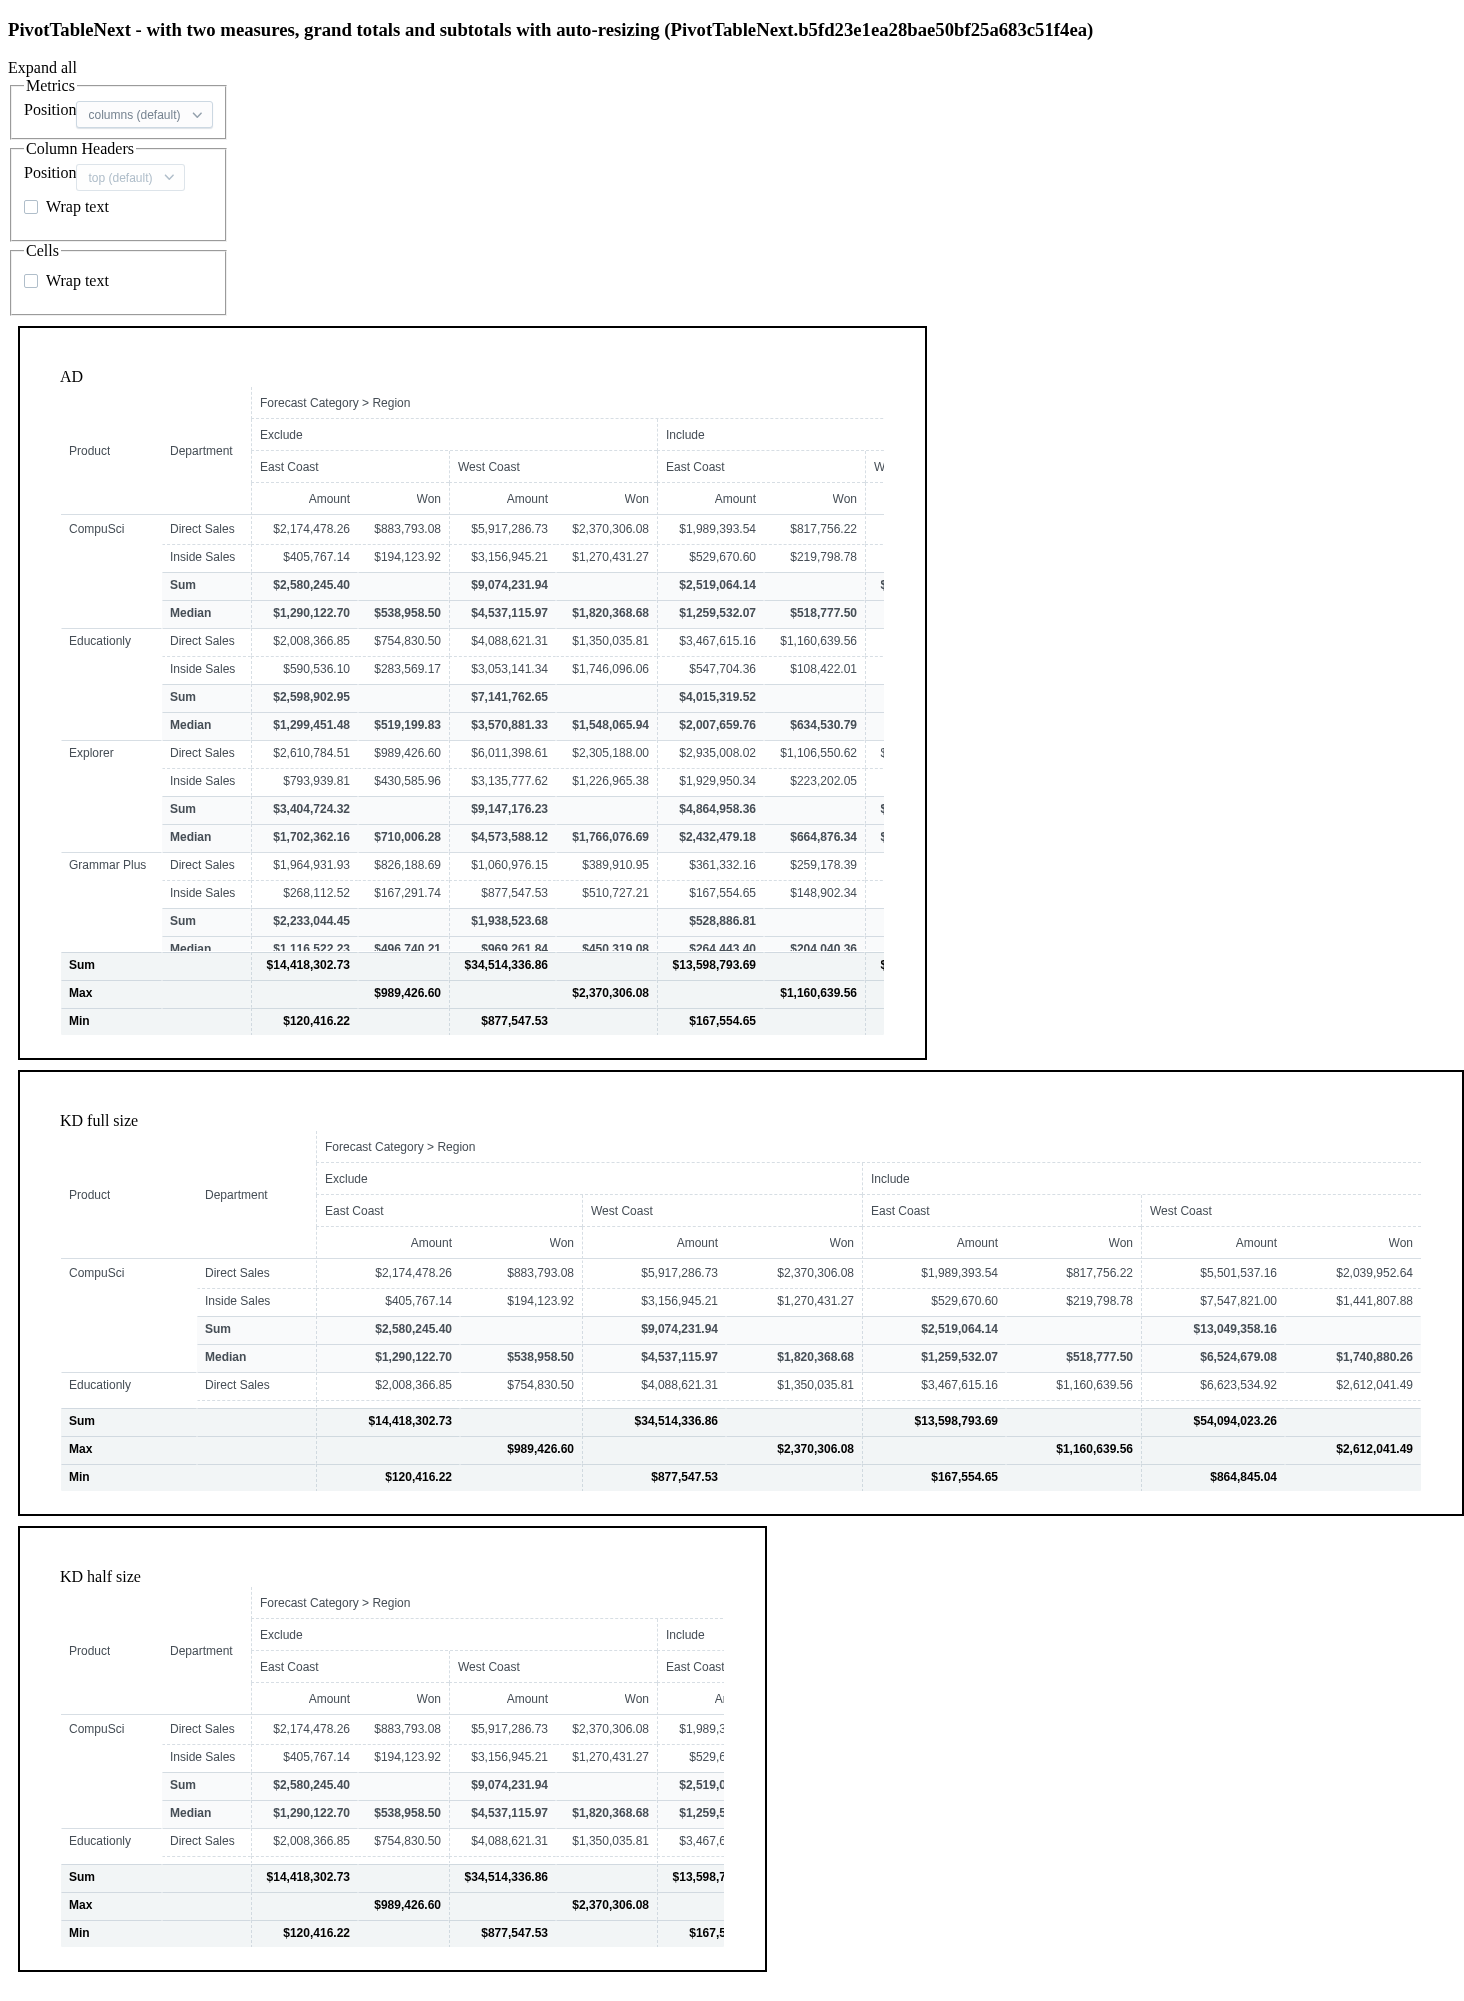 PivotTableNext - with two measures, grand totals and subtotals with auto-resizing (PivotTableNext.b5fd23e1ea28bae50bf25a683c51f4ea)
Expand all
Metrics
Position columns (default)
Column Headers
Position top (default)
Wrap text
Cells
Wrap text
AD
Forecast Category > Region
Exclude Include
Product Department
East Coast West Coast East Coast W
Amount Won Amount Won Amount Won
CompuSci Direct Sales $2,174,478.26 $883,793.08 $5,917,286.73 $2,370,306.08 $1,989,393.54 $817,756.22
Inside Sales $405,767.14 $194,123.92 $3,156,945.21 $1,270,431.27 $529,670.60 $219,798.78
Sum $2,580,245.40 $9,074,231.94 $2,519,064.14 $
Median $1,290,122.70 $538,958.50 $4,537,115.97 $1,820,368.68 $1,259,532.07 $518,777.50
Educationly Direct Sales $2,008,366.85 $754,830.50 $4,088,621.31 $1,350,035.81 $3,467,615.16 $1,160,639.56
Inside Sales $590,536.10 $283,569.17 $3,053,141.34 $1,746,096.06 $547,704.36 $108,422.01
Sum $2,598,902.95 $7,141,762.65 $4,015,319.52
Median $1,299,451.48 $519,199.83 $3,570,881.33 $1,548,065.94 $2,007,659.76 $634,530.79
Explorer Direct Sales $2,610,784.51 $989,426.60 $6,011,398.61 $2,305,188.00 $2,935,008.02 $1,106,550.62 $
Inside Sales $793,939.81 $430,585.96 $3,135,777.62 $1,226,965.38 $1,929,950.34 $223,202.05
Sum $3,404,724.32 $9,147,176.23 $4,864,958.36 $
Median $1,702,362.16 $710,006.28 $4,573,588.12 $1,766,076.69 $2,432,479.18 $664,876.34 $
Grammar Plus Direct Sales $1,964,931.93 $826,188.69 $1,060,976.15 $389,910.95 $361,332.16 $259,178.39
Inside Sales $268,112.52 $167,291.74 $877,547.53 $510,727.21 $167,554.65 $148,902.34
Sum $2,233,044.45 $1,938,523.68 $528,886.81
Median $1,116,522.23 $496,740.21 $969,261.84 $450,319.08 $264,443.40 $204,040.36
Sum $14,418,302.73 $34,514,336.86 $13,598,793.69 $
Max $989,426.60 $2,370,306.08 $1,160,639.56
Min $120,416.22 $877,547.53 $167,554.65
KD full size
Forecast Category > Region
Exclude Include
Product Department
East Coast West Coast East Coast West Coast
Amount Won Amount Won Amount Won Amount Won
CompuSci Direct Sales $2,174,478.26 $883,793.08 $5,917,286.73 $2,370,306.08 $1,989,393.54 $817,756.22 $5,501,537.16 $2,039,952.64
Inside Sales $405,767.14 $194,123.92 $3,156,945.21 $1,270,431.27 $529,670.60 $219,798.78 $7,547,821.00 $1,441,807.88
Sum $2,580,245.40 $9,074,231.94 $2,519,064.14 $13,049,358.16
Median $1,290,122.70 $538,958.50 $4,537,115.97 $1,820,368.68 $1,259,532.07 $518,777.50 $6,524,679.08 $1,740,880.26
Educationly Direct Sales $2,008,366.85 $754,830.50 $4,088,621.31 $1,350,035.81 $3,467,615.16 $1,160,639.56 $6,623,534.92 $2,612,041.49
Sum $14,418,302.73 $34,514,336.86 $13,598,793.69 $54,094,023.26
Max $989,426.60 $2,370,306.08 $1,160,639.56 $2,612,041.49
Min $120,416.22 $877,547.53 $167,554.65 $864,845.04
KD half size
Forecast Category > Region
Exclude Include
Product Department
East Coast West Coast East Coast
Amount Won Amount Won A
CompuSci Direct Sales $2,174,478.26 $883,793.08 $5,917,286.73 $2,370,306.08 $1,989,3
Inside Sales $405,767.14 $194,123.92 $3,156,945.21 $1,270,431.27 $529,6
Sum $2,580,245.40 $9,074,231.94 $2,519,0
Median $1,290,122.70 $538,958.50 $4,537,115.97 $1,820,368.68 $1,259,5
Educationly Direct Sales $2,008,366.85 $754,830.50 $4,088,621.31 $1,350,035.81 $3,467,6
Sum $14,418,302.73 $34,514,336.86 $13,598,7
Max $989,426.60 $2,370,306.08
Min $120,416.22 $877,547.53 $167,5